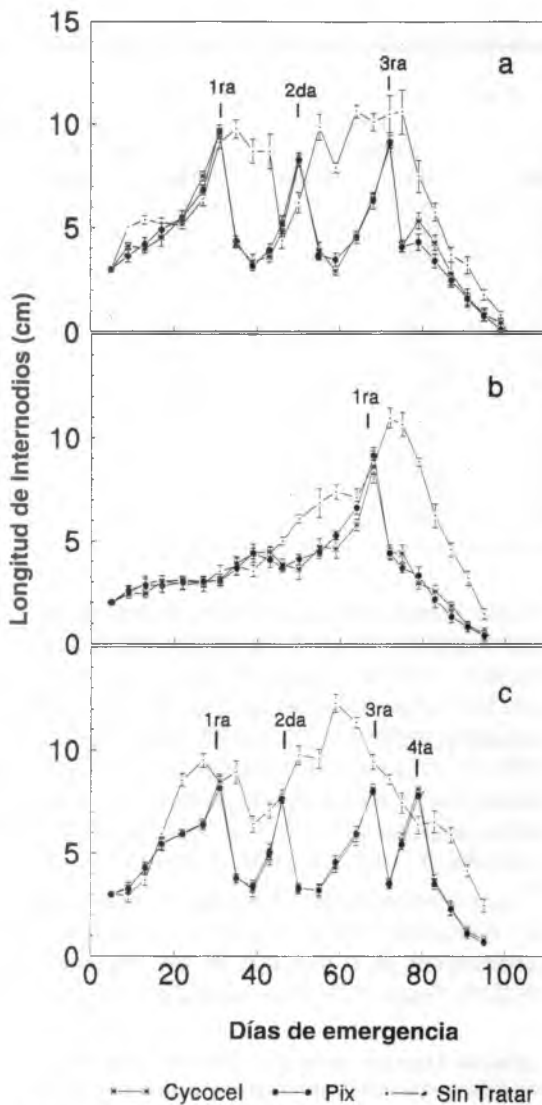 15
a
1ra
2da
3ra
10
5
0
b
1ra
10
5
0
c
1ra
2da
3ra
4ta
10
5
0
0 20 40 60 80 100
Longitud de Internodios (cm)
Días de emergencia
Cycocel Pix Sin Tratar